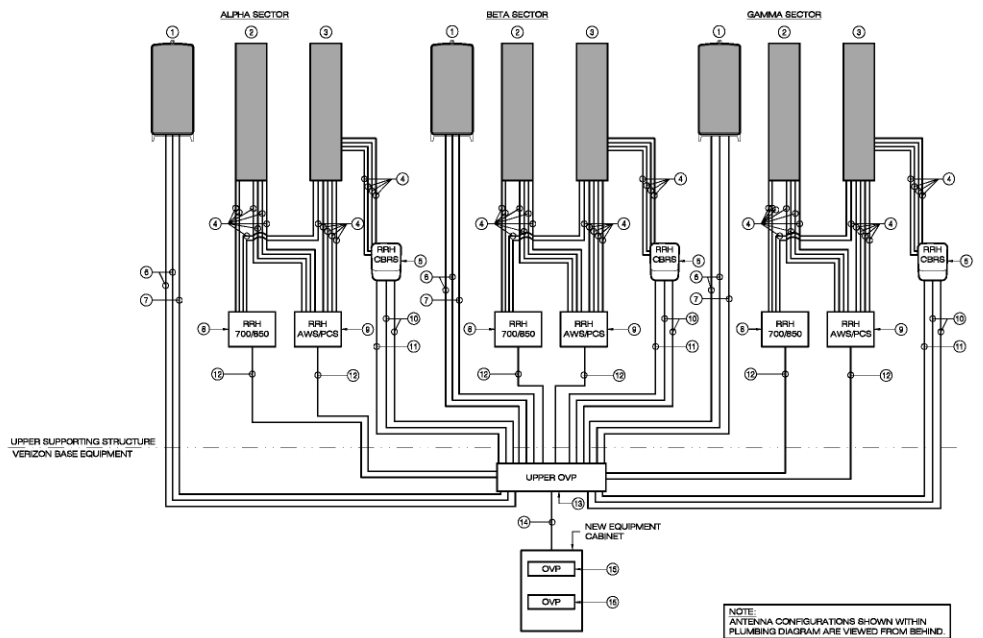 ALPHA SECTOR
BETA SECTOR
GAMMA SECTOR
1 2 3 1 2 3 1 2 3
4 4 4
4 4 4 4 4 4
RRH CBRS 5
RRH CBRS 5
RRH CBRS 5
6 6 6
7 7 7
8 RRH 700/850 RRH AWS/PCS 9 10 11
8 RRH 700/850 RRH AWS/PCS 9 10 11
8 RRH 700/850 RRH AWS/PCS 9 10 11
12 12 12 12 12 12
UPPER SUPPORTING STRUCTURE
VERIZON BASE EQUIPMENT
UPPER OVP
13
14
NEW EQUIPMENT
CABINET
OVP 15
OVP 16
NOTE:
ANTENNA CONFIGURATIONS SHOWN WITHIN
PLUMBING DIAGRAM ARE VIEWED FROM BEHIND.